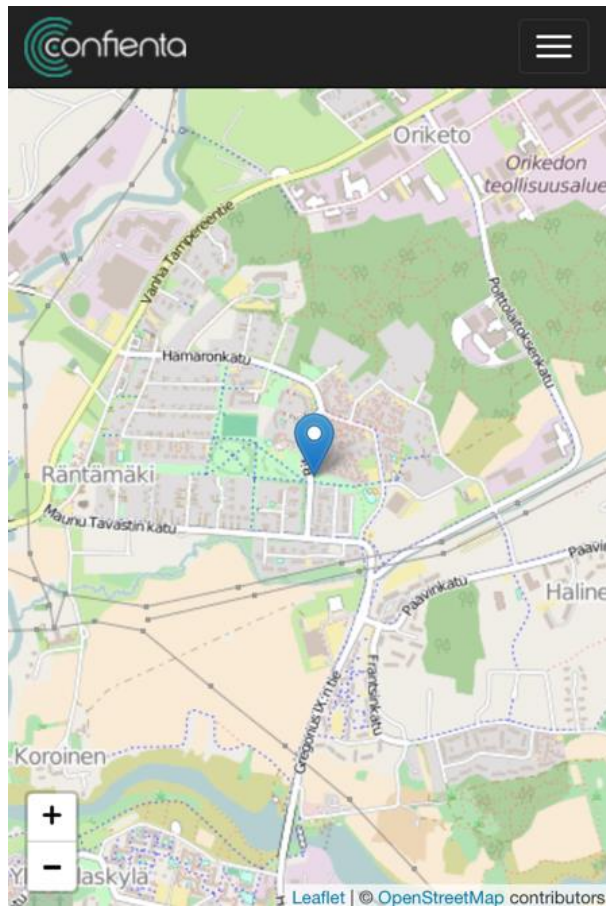 confienta
Oriketo
Orikedon
teollisuusalue
Vanha Tampereentie
Polttolaitoksenkatu
Hamaronkatu
Räntämäki
Maunu Tavastin katu
Paavinkatu
Haline
Frantsinkatu
Gregorius IX:n tie
Koroinen
+
−
Leaflet | © OpenStreetMap contributors